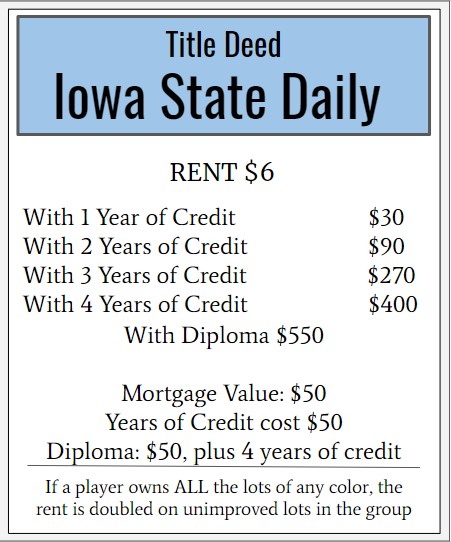 Title Deed
Iowa State Daily
RENT $6
With 1 Year of Credit $30
With 2 Years of Credit $90
With 3 Years of Credit $270
With 4 Years of Credit $400
With Diploma $550
Mortgage Value: $50
Years of Credit cost $50
Diploma: $50, plus 4 years of credit
If a player owns ALL the lots of any color, the
rent is doubled on unimproved lots in the group